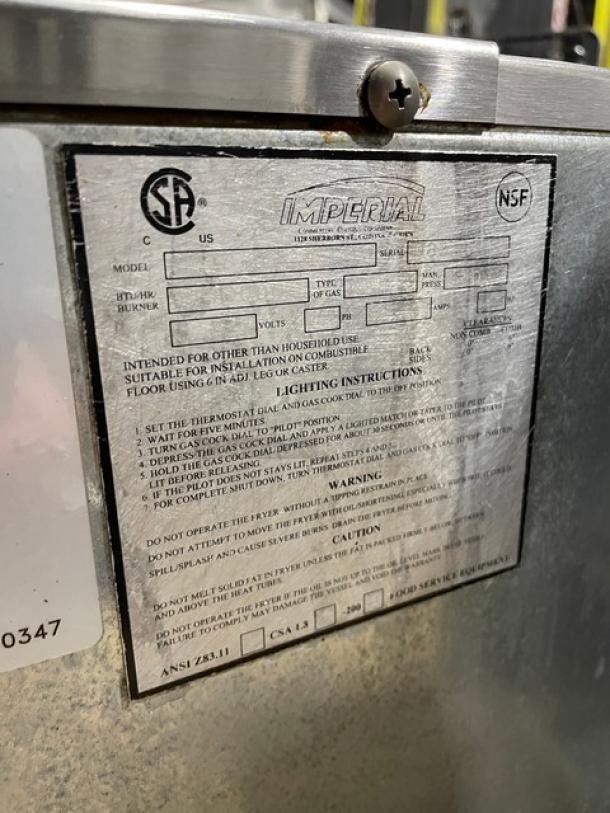 SA ®
C US
IMPERIAL
NSF
MODEL
SERIAL
BTU/HR/
BURNER
TYPE
OF GAS
MAN.
PRESS
VOLTS
PH
AMPS
CLEARANCES
INTENDED FOR OTHER THAN HOUSEHOLD USE
SUITABLE FOR INSTALLATION ON COMBUSTIBLE
FLOOR USING 6 IN ADJ. LEG OR CASTER
BACK
SIDES
LIGHTING INSTRUCTIONS
1. SET THE THERMOSTAT DIAL AND GAS COCK DIAL TO THE OFF POSITION
2. WAIT FOR FIVE MINUTES
3. TURN GAS COCK DIAL TO "PILOT" POSITION
4. DEPRESS THE GAS COCK DIAL AND APPLY A LIGHTED MATCH OR TAPER TO THE PILOT
5. HOLD THE GAS COCK DIAL DEPRESSED FOR ABOUT 30 SECONDS OR UNTIL THE PILOT STAYS
LIT BEFORE RELEASING
6. IF THE PILOT DOES NOT STAYS LIT, REPEAT STEPS 4 AND 5
7. FOR COMPLETE SHUT DOWN, TURN THERMOSTAT DIAL AND GAS COCK DIAL TO "OFF" POSITION
WARNING
DO NOT OPERATE THE FRYER WITHOUT A TIPPING RESTRAIN IN PLACE
DO NOT ATTEMPT TO MOVE THE FRYER WITH OIL/SHORTENING, ESPECIALLY WHEN HOT, IT COULD
SPILL/SPLASH AND CAUSE SEVERE BURNS. DRAIN THE FRYER BEFORE MOVING
CAUTION
DO NOT MELT SOLID FAT IN FRYER UNLESS THE FAT IS PACKED FIRMLY BELOW, BETWEEN,
AND ABOVE THE HEAT TUBES.
DO NOT OPERATE THE FRYER IF THE OIL IS NOT UP TO THE OIL LEVEL MARK IN THE VESSEL
FAILURE TO COMPLY MAY DAMAGE THE VESSEL AND VOID THE WARRANTY
ANSI Z83.11 CSA 1.8 -200 FOOD SERVICE EQUIPMENT
0347